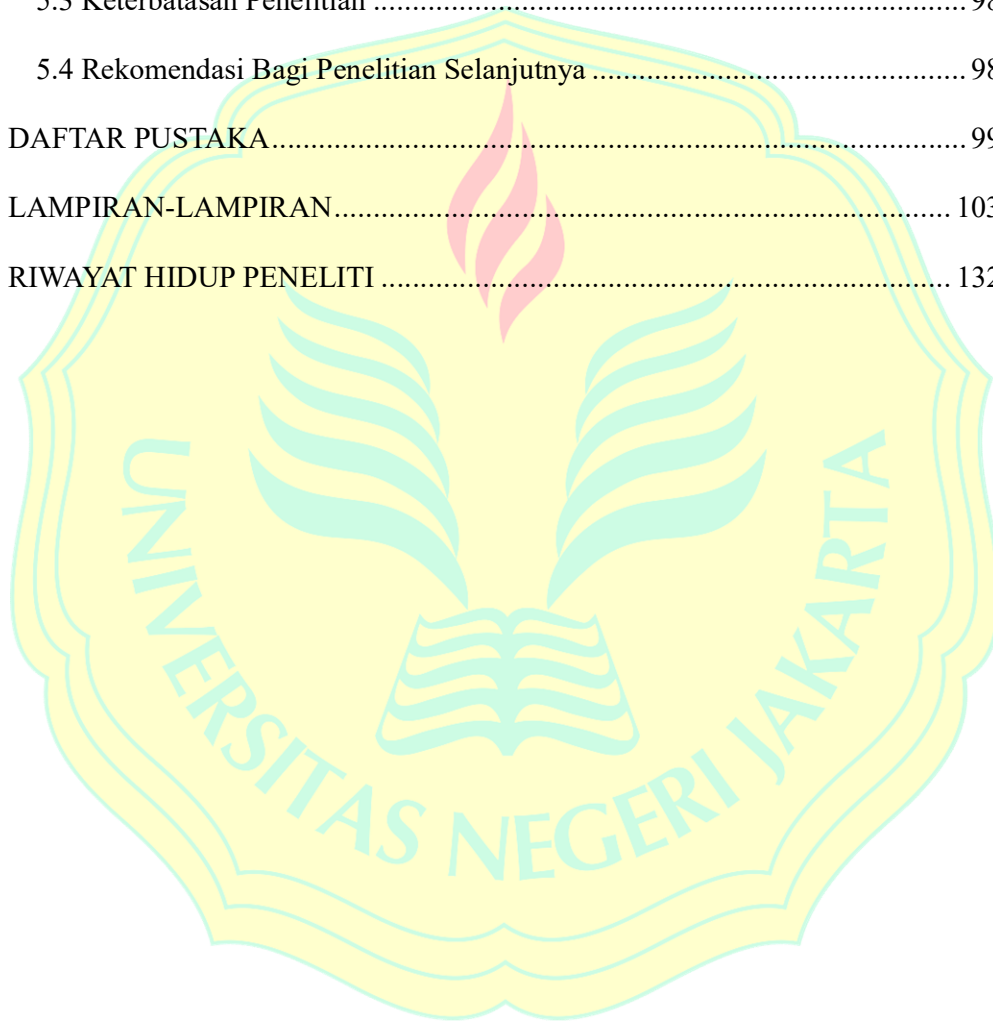 5.3 Keterbatasan Penelitian ........................................................................... 98
5.4 Rekomendasi Bagi Penelitian Selanjutnya ............................................... 98
DAFTAR PUSTAKA ........................................................................................ 99
LAMPIRAN-LAMPIRAN ............................................................................... 103
RIWAYAT HIDUP PENELITI ........................................................................ 132
UNIVERSITAS NEGERI JAKARTA